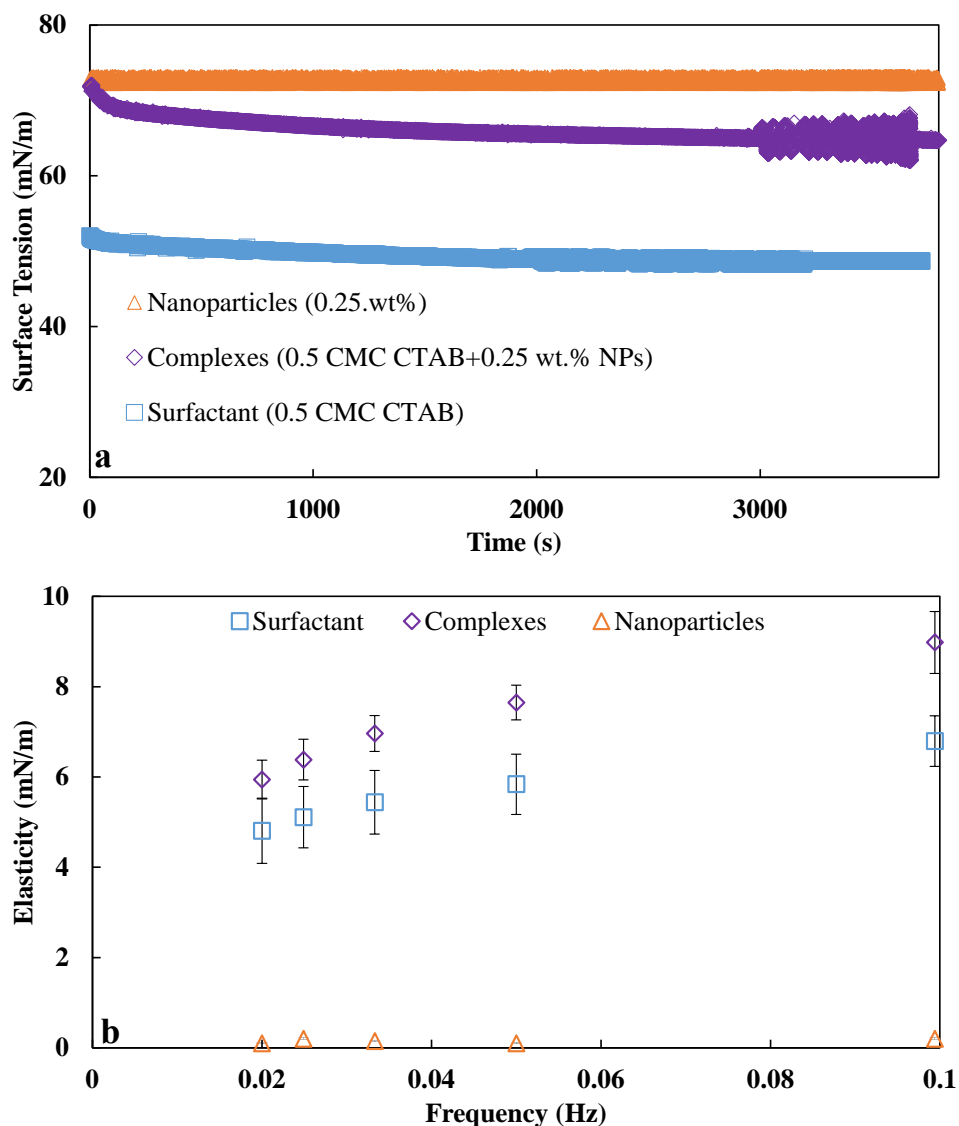 80
60
40
20
Surface Tension (mN/m)
Nanoparticles (0.25.wt%)
Complexes (0.5 CMC CTAB+0.25 wt.% NPs)
Surfactant (0.5 CMC CTAB)
a
0 1000 2000 3000
Time (s)
10
8
6
4
2
0
Elasticity (mN/m)
Surfactant Complexes Nanoparticles
b
0 0.02 0.04 0.06 0.08 0.1
Frequency (Hz)